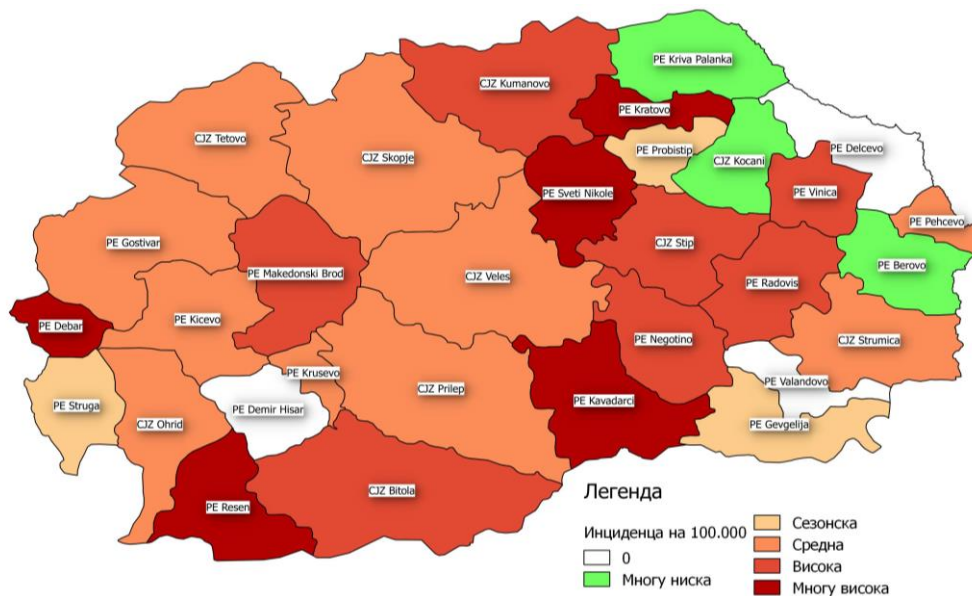 PE Kriva Palanka
CJZ Kumanovo
PE Kratovo
CJZ Tetovo
CJZ Skopje
PE Probistip
PE Delcevo
CJZ Kocani
PE Sveti Nikole
PE Vinica
PE Pehcevo
PE Gostivar
CJZ Stip
PE Makedonski Brod
CJZ Veles
PE Berovo
PE Radovis
PE Kicevo
PE Debar
PE Negotino
CJZ Strumica
PE Krusevo
PE Valandovo
CJZ Prilep
PE Kavadarci
PE Struga
PE Demir Hisar
CJZ Ohrid
PE Gevgelija
CJZ Bitola
PE Resen
Легенда
Инциденца на 100.000
0
Многу ниска
Сезонска
Средна
Висока
Многу висока